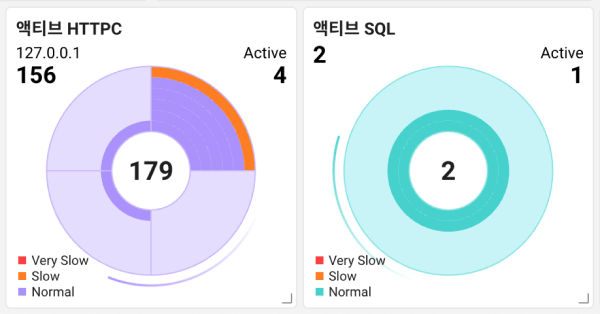 액티브 HTTPC
127.0.0.1
156
Active
4
179
Very Slow
Slow
Normal
액티브 SQL
2
Active
1
2
Very Slow
Slow
Normal